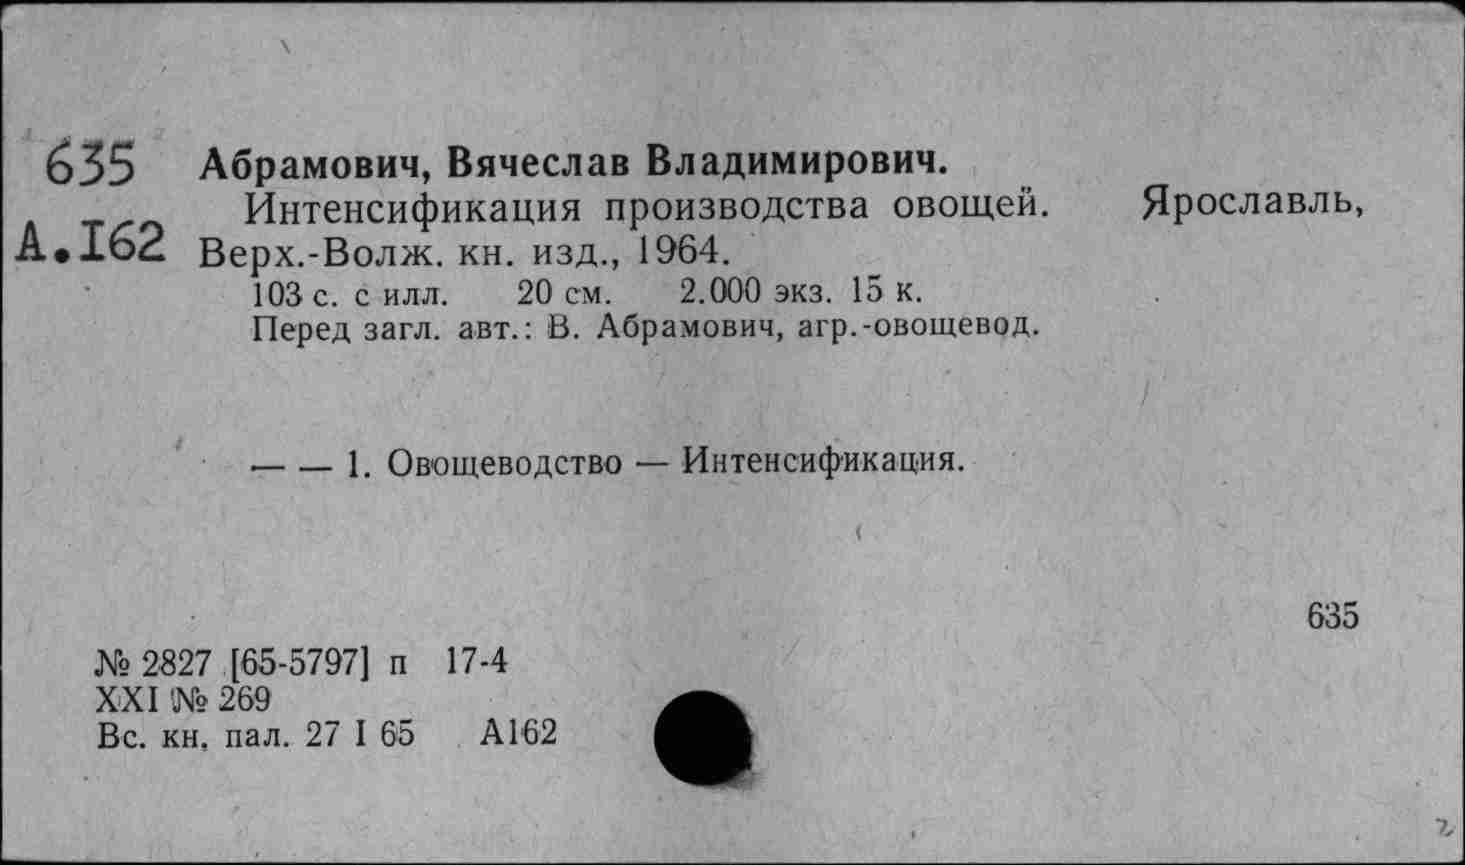 635 Абрамович, Вячеслав Владимирович.
Интенсификация производства овощей. Ярославль,
А.I62 Верх.-Волж. кн. изд., 1964.
103 с. с илл. 20 см. 2.000 экз. 15 к.
Перед загл. авт.: В. Абрамович, агр.-овощевод.
— — 1. Овощеводство — Интенсификация.
635
№ 2827 [65-5797] п 17-4
XXI № 269
Вс. кн. пал. 27 I 65 А162